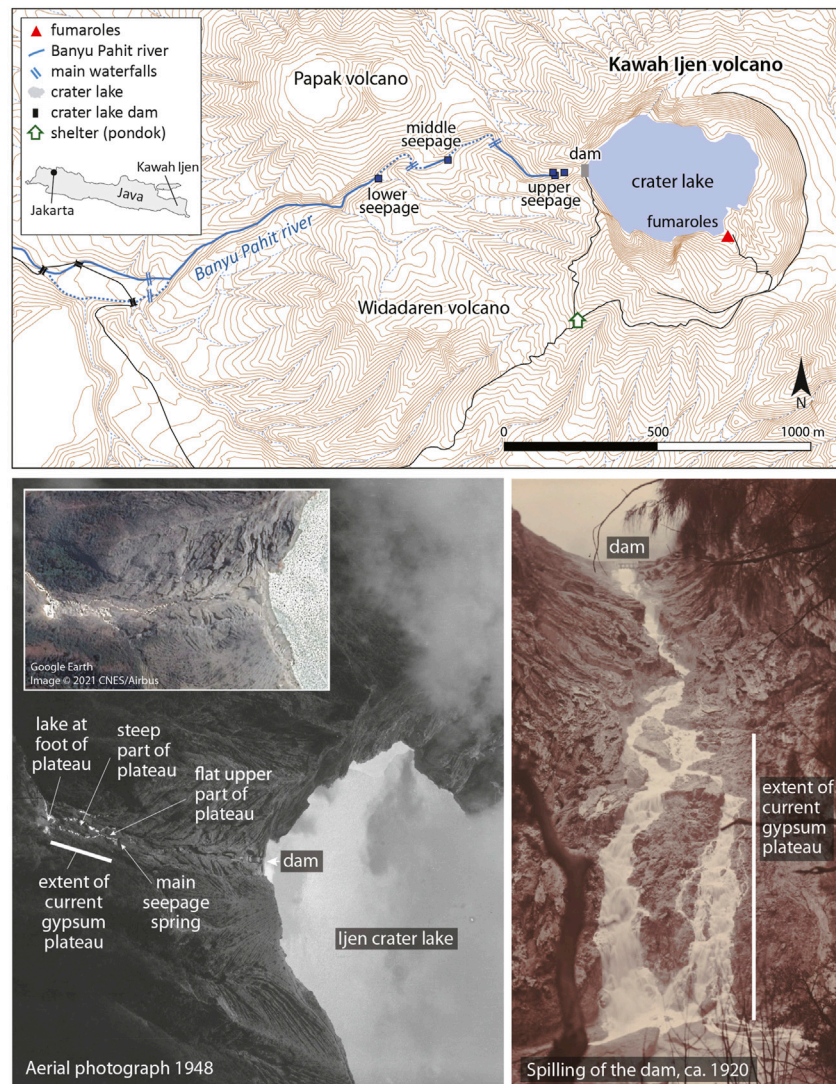 fumaroles
Banyu Pahit river
main waterfalls
crater lake
crater lake dam
shelter (pondok)
Kawah Ijen
Java
Jakarta
Papak volcano
Kawah Ijen volcano
middle
seepage
dam
lower
seepage
upper
seepage
crater lake
fumaroles
Banyu Pahit river
Widadaren volcano
N
0
500
1000 m
Google Earth
Image © 2021 CNES/Airbus
lake at
foot of
plateau
steep
part of
plateau
flat upper
part of
plateau
dam
extent of
current
gypsum
plateau
main
seepage
spring
Ijen crater lake
Aerial photograph 1948
dam
extent of
current
gypsum
plateau
Spilling of the dam, ca. 1920